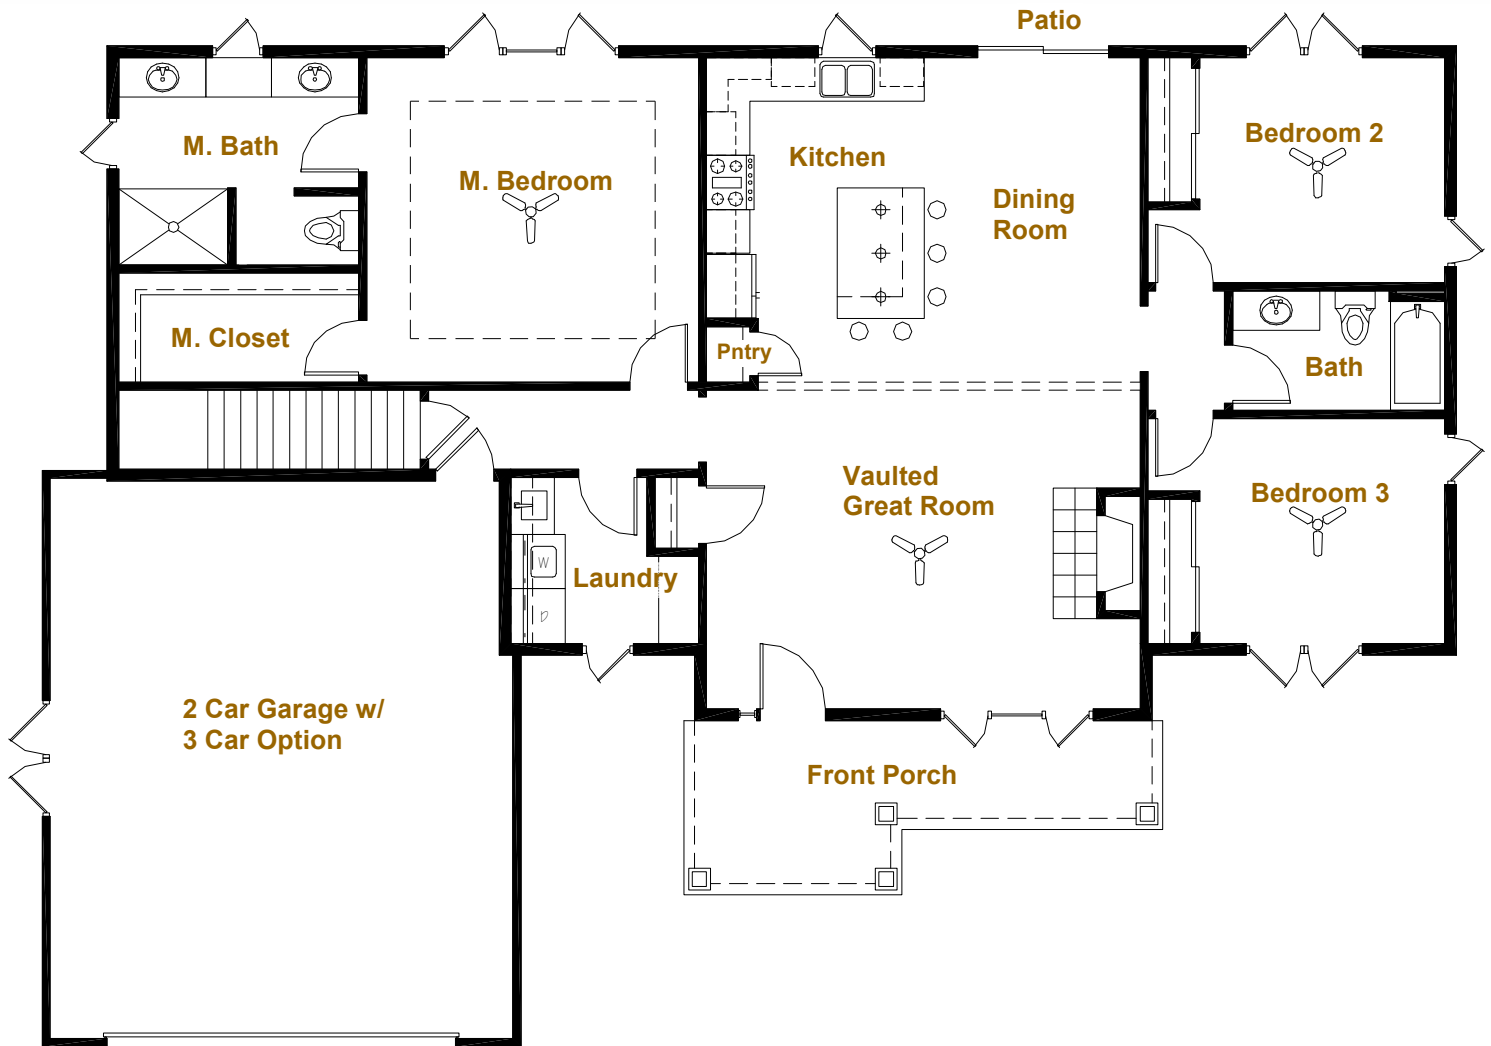 Patio
M. Bath
M. Bedroom
Kitchen
Dining
Room
Bedroom 2
M. Closet
Pntry
Bath
Vaulted
Great Room
Bedroom 3
W
D
Laundry
2 Car Garage w/
3 Car Option
Front Porch